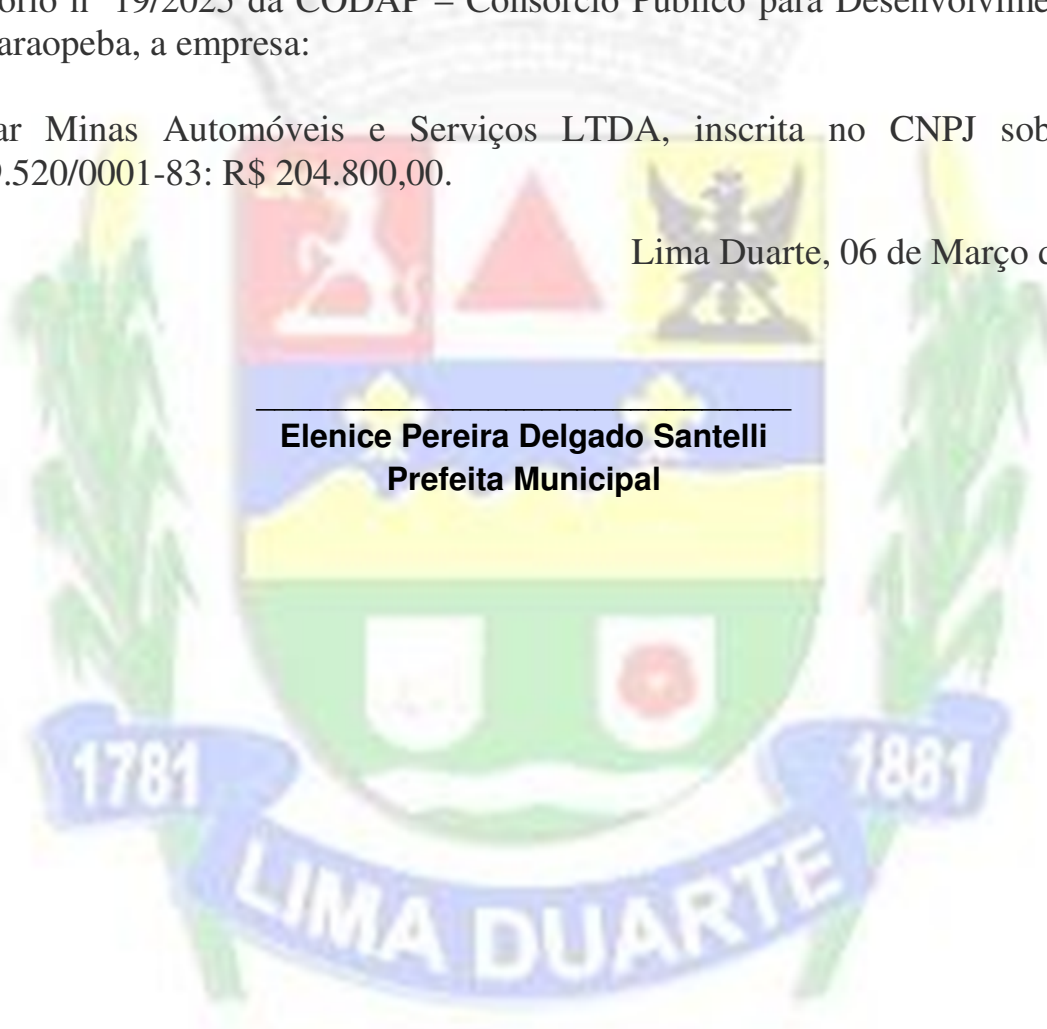 19/2025 da CODAP – Consórcio Público para Desenvolvime
araopeba, a empresa:
ar Minas Automóveis e Serviços LTDA, inscrita no CNPJ sob
.520/0001-83: R$ 204.800,00.
Lima Duarte, 06 de Março d
Elenice Pereira Delgado Santelli
Prefeita Municipal
1781
1881
LIMA DUARTE